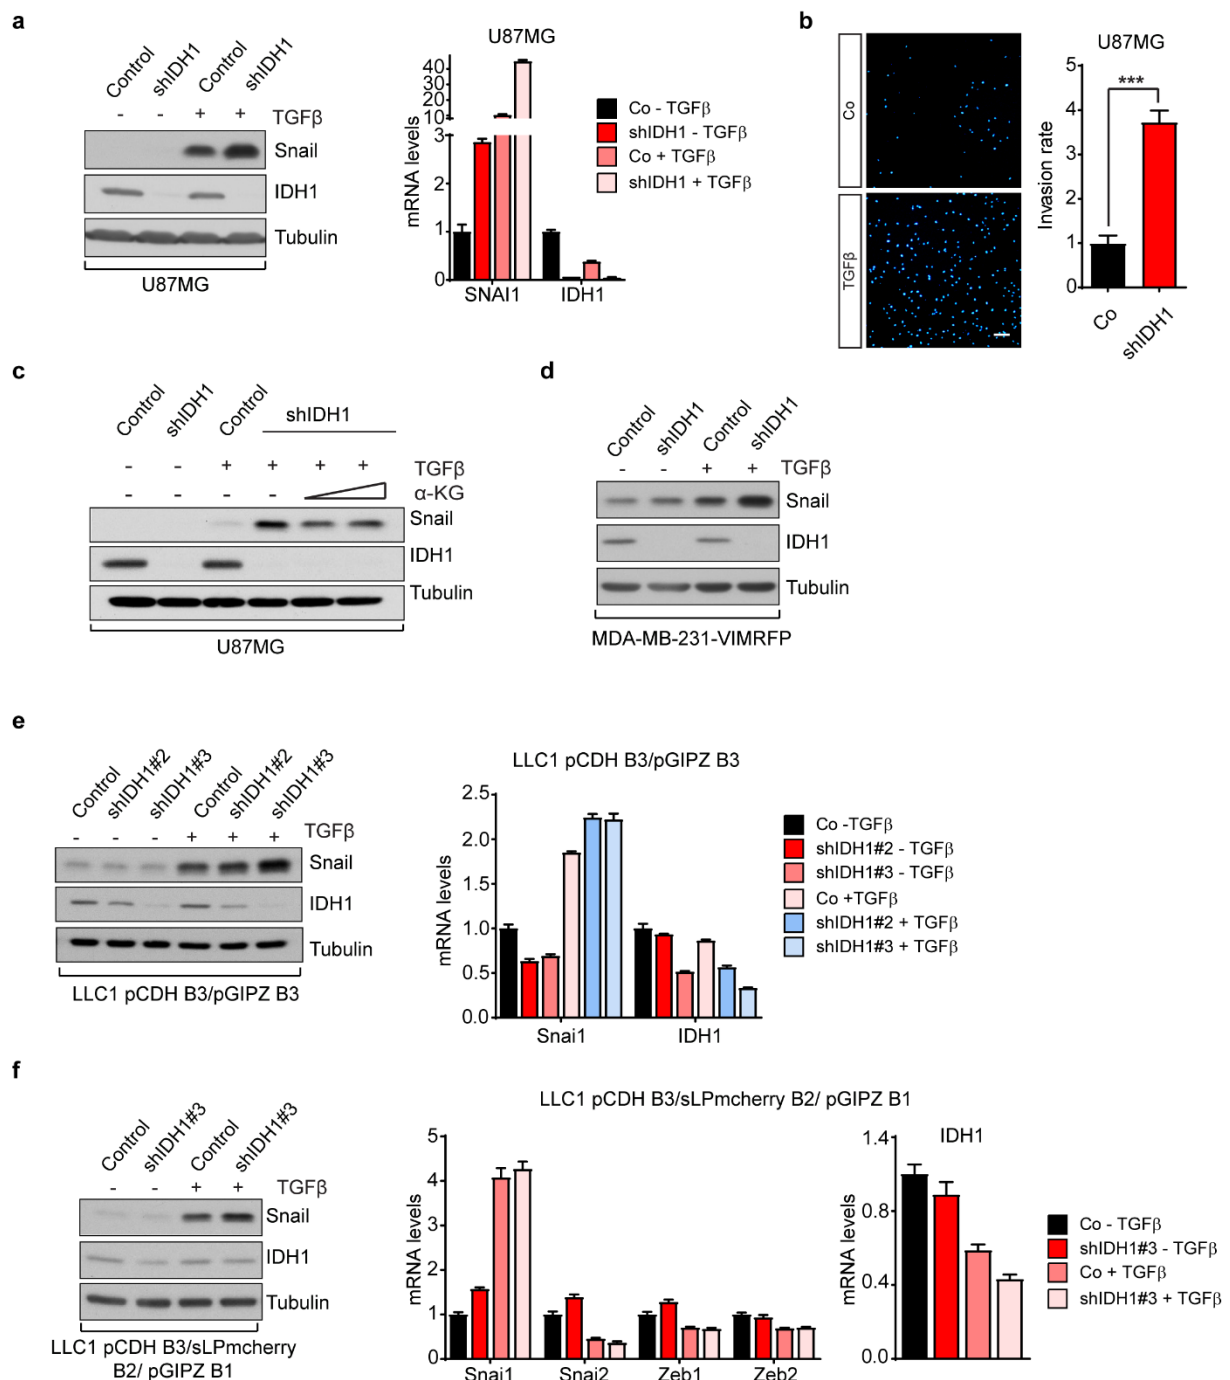 a
Control
shIDH1
Control
shIDH1
- - + + TGFβ
Snail
IDH1
Tubulin
U87MG
U87MG
mRNA levels
40
30
20
10
3
2
1
0
SNAI1 IDH1
Co - TGFβ
shIDH1 - TGFβ
Co + TGFβ
shIDH1 + TGFβ
b
Co
TGFβ
U87MG
Invasion rate
5
4
3
2
1
0
***
Co
shIDH1
c
Control
shIDH1
Control
shIDH1
- - + + + + TGFβ
- - - - α-KG
Snail
IDH1
Tubulin
U87MG
d
Control
shIDH1
Control
shIDH1
- - + + TGFβ
Snail
IDH1
Tubulin
MDA-MB-231-VIMRFP
e
Control
shIDH1#2
shIDH1#3
Control
shIDH1#2
shIDH1#3
- - - + + + TGFβ
Snail
IDH1
Tubulin
LLC1 pCDH B3/pGIPZ B3
LLC1 pCDH B3/pGIPZ B3
mRNA levels
2.5
2.0
1.5
1.0
0.5
0.0
Snai1 IDH1
Co -TGFβ
shIDH1#2 - TGFβ
shIDH1#3 - TGFβ
Co +TGFβ
shIDH1#2 + TGFβ
shIDH1#3 + TGFβ
f
Control
shIDH1#3
Control
shIDH1#3
- - + + TGFβ
Snail
IDH1
Tubulin
LLC1 pCDH B3/sLPmcherry
B2/ pGIPZ B1
LLC1 pCDH B3/sLPmcherry B2/ pGIPZ B1
mRNA levels
5
4
3
2
1
0
Snai1 Snai2 Zeb1 Zeb2
IDH1
mRNA levels
1.4
0.8
0.4
0.0
Co - TGFβ
shIDH1#3 - TGFβ
Co + TGFβ
shIDH1#3 + TGFβ